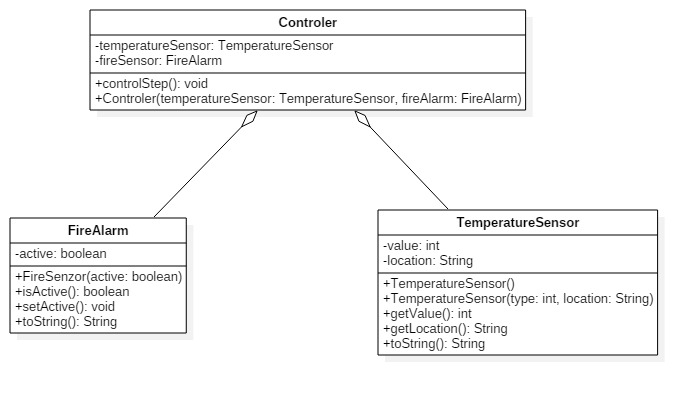 Controler
-temperatureSensor: TemperatureSensor
-fireSensor: FireAlarm
+controlStep(): void
+Controler(temperatureSensor: TemperatureSensor, fireAlarm: FireAlarm)
FireAlarm
-active: boolean
+FireSenzor(active: boolean)
+isActive(): boolean
+setActive(): void
+toString(): String
TemperatureSensor
-value: int
-location: String
+TemperatureSensor()
+TemperatureSensor(type: int, location: String)
+getValue(): int
+getLocation(): String
+toString(): String